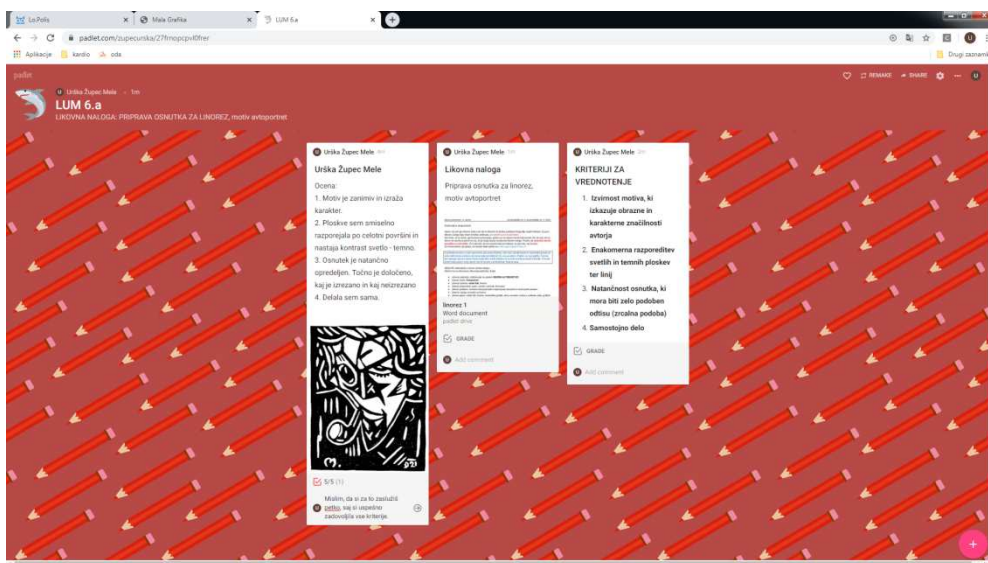 Lo.Polis
Mala Grafika
LUM 6.a
padlet.com/zupecurska/27frnopcpvl0frer
Aplikacije
kardio
oda
Drugi zaznamki
padlet
REMAKE
SHARE
U
Urška Župec Mele 1m
LUM 6.a
LIKOVNA NALOGA: PRIPRAVA OSNUTKA ZA LINOREZ, motiv avtoportret
Urška Župec Mele
Urška Župec Mele
Ocena:
1. Motiv je zanimiv in izraža
karakter.
2. Ploskve sem smiselno
razporejala po celotni površini in
nastaja kontrast svetlo - temno.
3. Osnutek je natančno
opredeljen. Točno je določeno,
kaj je izrezano in kaj neizrezano
4. Delala sem sama.
5/5 (1)
Mislim, da si za to zaslužiš
petko, saj si uspešno
zadovoljila vse kriterije.
Urška Župec Mele
Likovna naloga
Priprava osnutka za linorez,
motiv avtoportret
linorez 1
Word document
padlet drive
GRADE
Add comment
Urška Župec Mele
KRITERIJI ZA
VREDNOTENJE
1. Izvirnost motiva, ki
izkazuje obrazne in
karakterne značilnosti
avtorja
2. Enakomerna razporeditev
svetlih in temnih ploskev
ter linij
3. Natančnost osnutka, ki
mora biti zelo podoben
odtisu (zrcalna podoba)
4. Samostojno delo
GRADE
Add comment